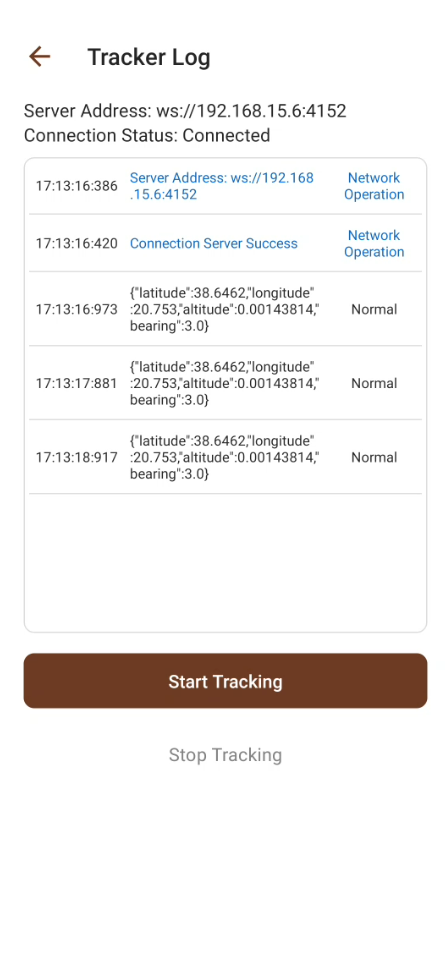 Tracker Log
Server Address: ws://192.168.15.6:4152
Connection Status: Connected
17:13:16:386
Server Address: ws://192.168
.15.6:4152
Network
Operation
17:13:16:420
Connection Server Success
Network
Operation
17:13:16:973
{"latitude":38.6462,"longitude"
:20.753,"altitude":0.00143814,"
bearing":3.0}
Normal
17:13:17:881
{"latitude":38.6462,"longitude"
:20.753,"altitude":0.00143814,"
bearing":3.0}
Normal
17:13:18:917
{"latitude":38.6462,"longitude"
:20.753,"altitude":0.00143814,"
bearing":3.0}
Normal
Start Tracking
Stop Tracking